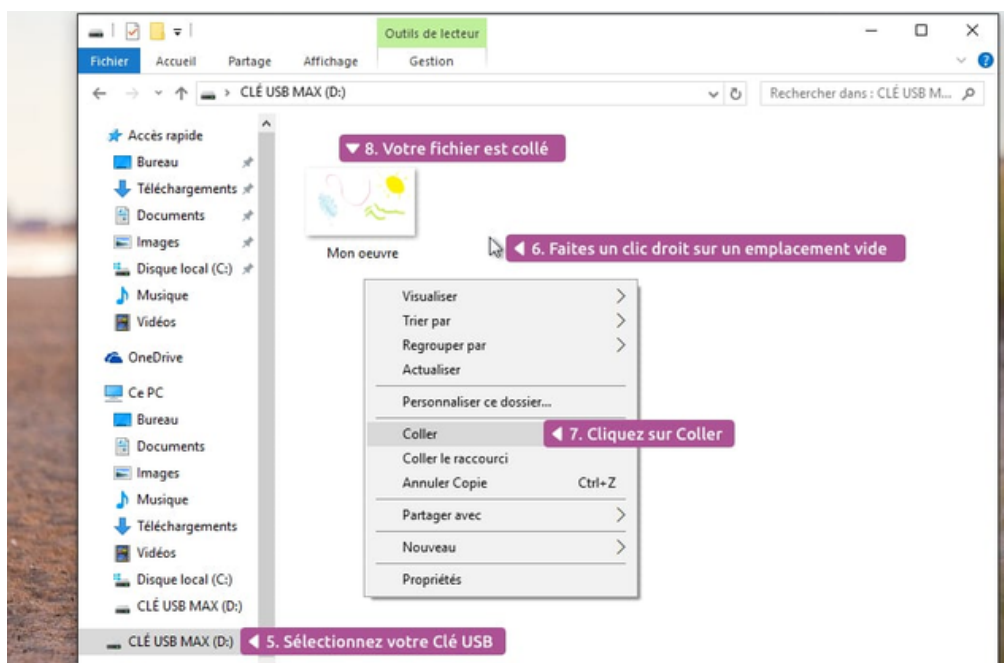 Outils de lecteur
Fichier Accueil Partage Affichage Gestion
CLÉ USB MAX (D:)
Rechercher dans : CLÉ USB M...
Accès rapide
Bureau
Téléchargements
Documents
Images
Disque local (C:)
Musique
Vidéos
OneDrive
Ce PC
Bureau
Documents
Images
Musique
Téléchargements
Vidéos
Disque local (C:)
CLÉ USB MAX (D:)
CLÉ USB MAX (D:)
5. Sélectionnez votre Clé USB
8. Votre fichier est collé
Mon oeuvre
6. Faites un clic droit sur un emplacement vide
Visualiser
Trier par
Regrouper par
Actualiser
Personnaliser ce dossier...
Coller
7. Cliquez sur Coller
Coller le raccourci
Annuler Copie Ctrl+Z
Partager avec
Nouveau
Propriétés